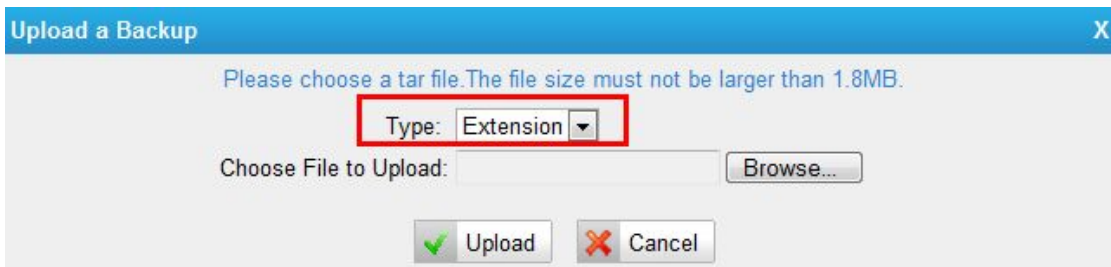 Upload a Backup X
Please choose a tar file.The file size must not be larger than 1.8MB.
Type: Extension
Choose File to Upload: Browse...
Upload Cancel